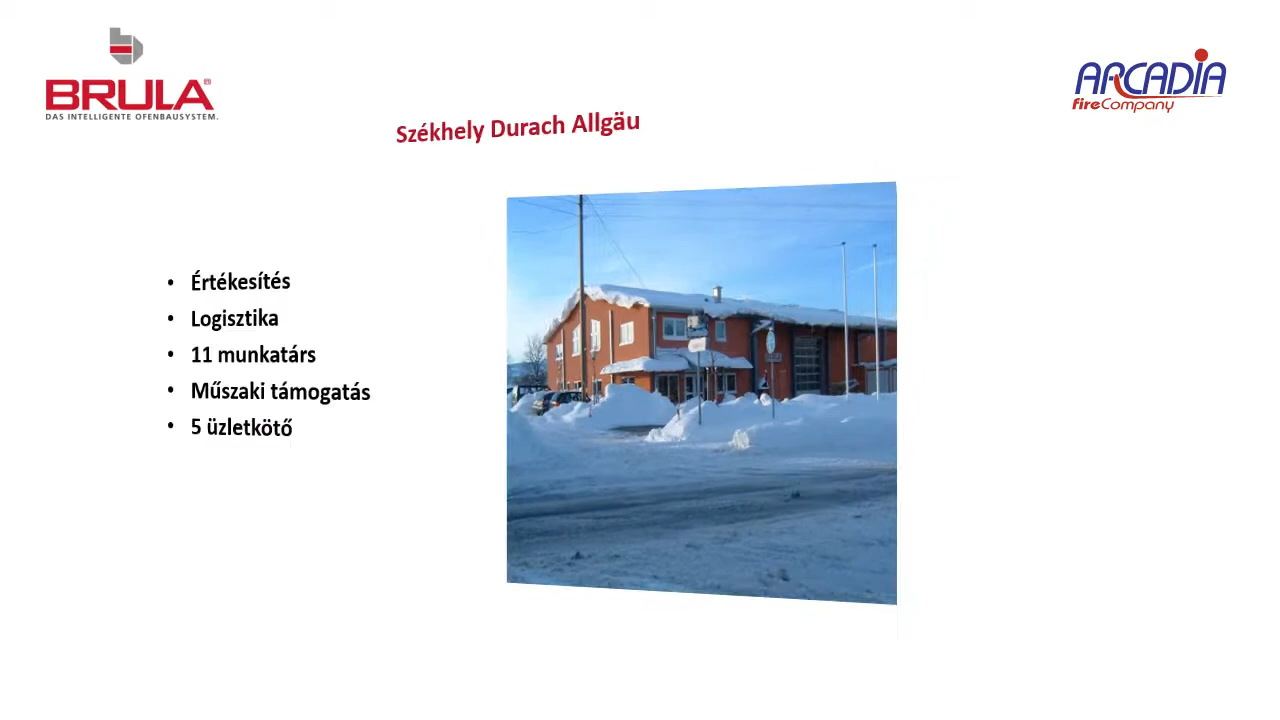 BRULA®
DAS INTELLIGENTE OFENBAUSYSTEM.
ARCADIA
fireCompany
Székhely Durach Allgäu
• Értékesítés
• Logisztika
• 11 munkatárs
• Műszaki támogatás
• 5 üzletkötő